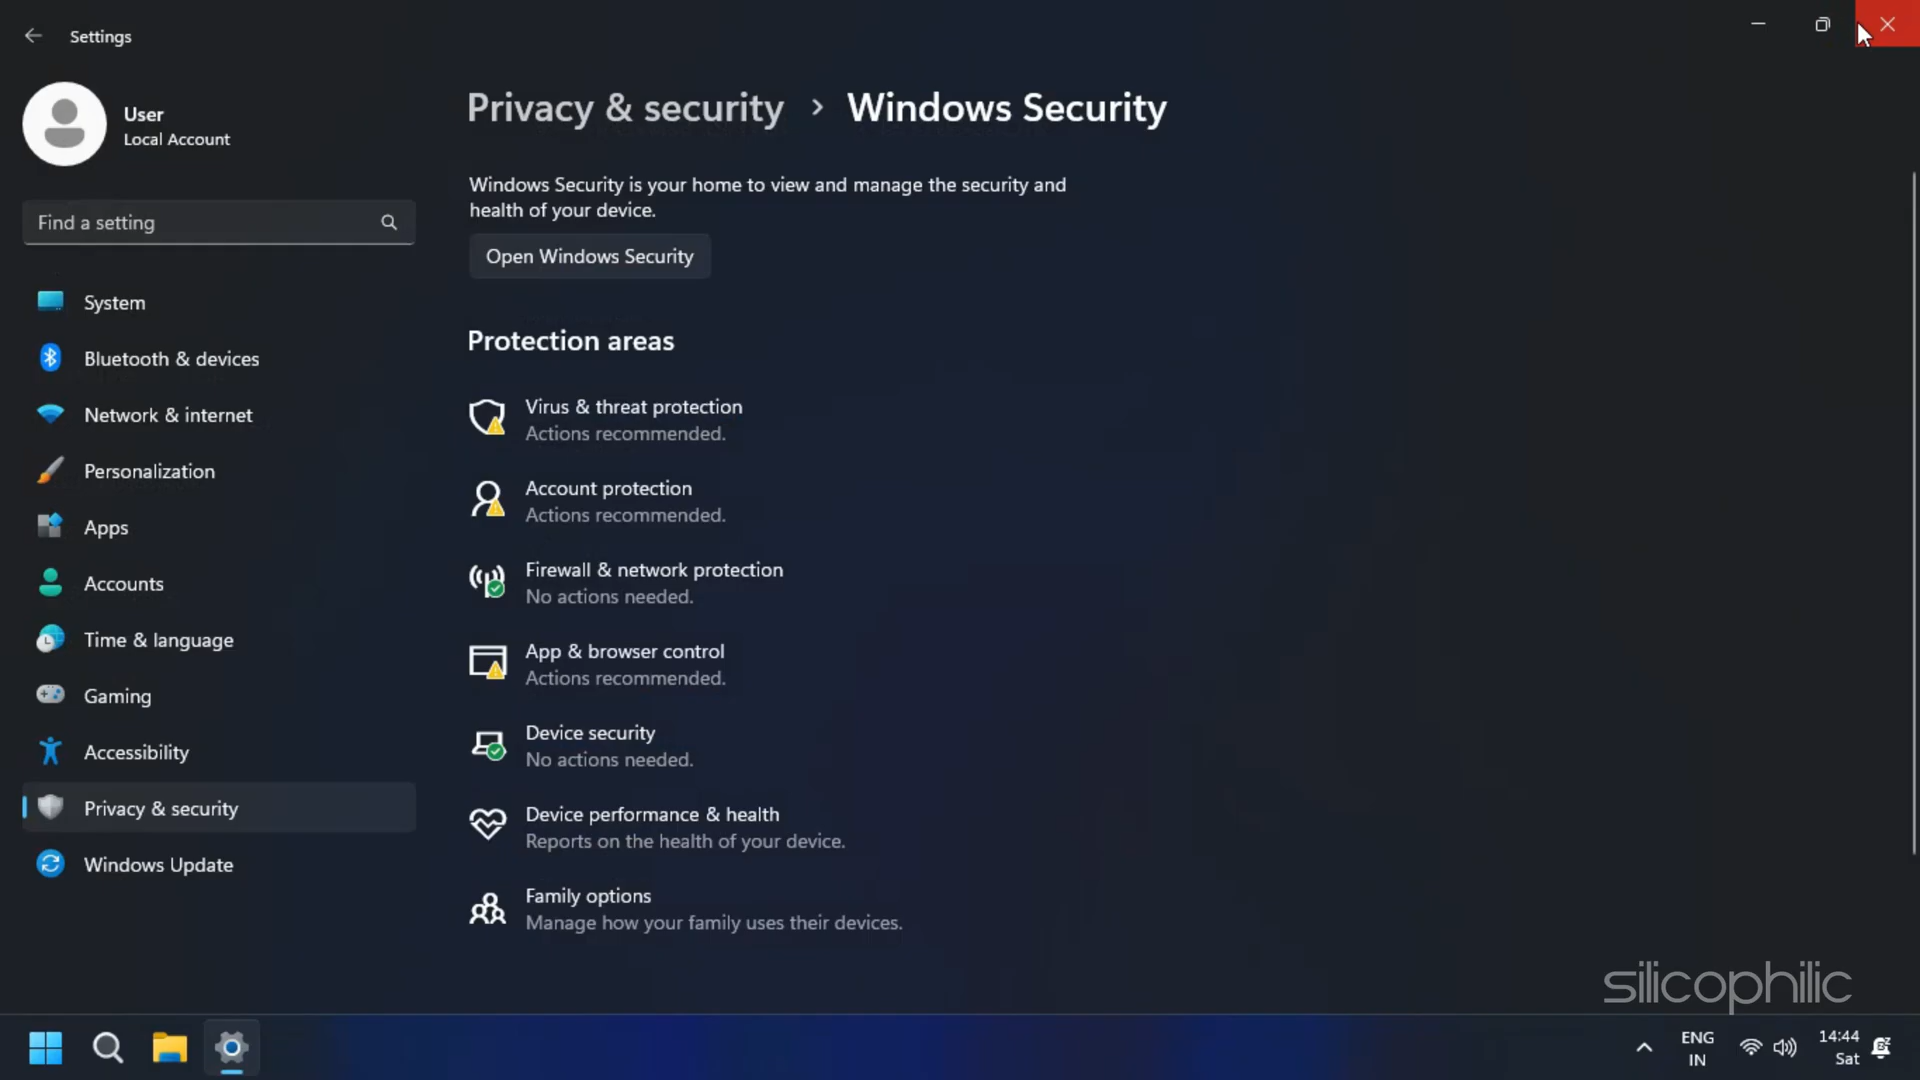 Settings
User
Local Account
Find a setting
System
Bluetooth & devices
Network & internet
Personalization
Apps
Accounts
Time & language
Gaming
Accessibility
Privacy & security
Windows Update
Privacy & security > Windows Security
Windows Security is your home to view and manage the security and
health of your device.
Open Windows Security
Protection areas
Virus & threat protection
Actions recommended.
Account protection
Actions recommended.
Firewall & network protection
No actions needed.
App & browser control
Actions recommended.
Device security
No actions needed.
Device performance & health
Reports on the health of your device.
Family options
Manage how your family uses their devices.
silicophilic
ENG
IN
14:44
Sat